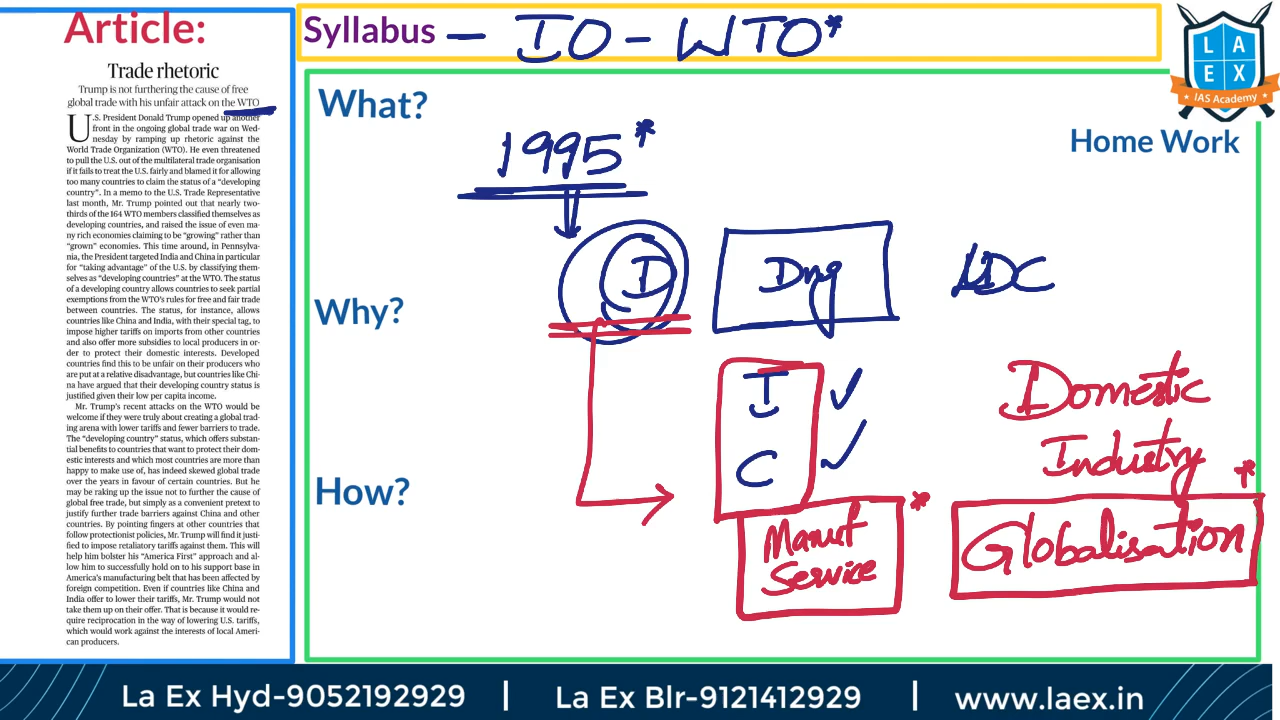 Article:
Trade rhetoric
Trump is not furthering the cause of free
global trade with his unfair attack on the WTO
U.S. President Donald Trump opened up another
front in the ongoing global trade war on Wed-
nesday by ramping up rhetoric against the
World Trade Organization (WTO). He even threatened
to pull the U.S. out of the multilateral trade organisation
if it fails to treat the U.S. fairly and blamed it for allowing
too many countries to claim the status of a “developing
country”. In a memo to the U.S. Trade Representative
last month, Mr. Trump pointed out that nearly two-
thirds of the 164 WTO members classified themselves as
developing countries, and raised the issue of even ma-
ny rich economies claiming to be “growing” rather than
“grown” economies. This time around, in Pennsylva-
nia, the President targeted India and China in particular
for “taking advantage” of the U.S. by classifying them-
selves as “developing countries” at the WTO. The status
of a developing country allows countries to seek partial
exemptions from the WTO’s rules for free and fair trade
between countries. The status, for instance, allows
countries like China and India, with their special tag, to
impose higher tariffs on imports from other countries
and also offer more subsidies to local producers in or-
der to protect their domestic interests. Developed
countries find this to be unfair on their producers who
are put at a relative disadvantage, but countries like Chi-
na have argued that their developing country status is
justified given their low per capita income.
Mr. Trump’s recent attacks on the WTO would be
welcome if they were truly about creating a global trad-
ing arena with lower tariffs and fewer barriers to trade.
The “developing country” status, which offers substan-
tial benefits to countries that want to protect their dom-
estic interests and which most countries are more than
happy to make use of, has indeed skewed global trade
over the years in favour of certain countries. But he
may be raking up the issue not to further the cause of
global free trade, but simply as a convenient pretext to
justify further trade barriers against China and other
countries. By pointing fingers at other countries that
follow protectionist policies, Mr. Trump will find it justi-
fied to impose retaliatory tariffs against them. This will
help him bolster his “America First” approach and al-
low him to successfully hold on to his support base in
America’s manufacturing belt that has been affected by
foreign competition. Even if countries like China and
India offer to lower their tariffs, Mr. Trump would not
take them up on their offer. That is because it would re-
quire reciprocation in the way of lowering U.S. tariffs,
which would work against the interests of local Ameri-
can producers.
Syllabus - IO - WTO*
LA
EX
IAS Academy
What?
Home Work
1995*
D Dng LDC
Why?
I
C
Domestic
Industry
How?
Manuf
Service *
Globalisation *
La Ex Hyd-9052192929 | La Ex Blr-9121412929 | www.laex.in